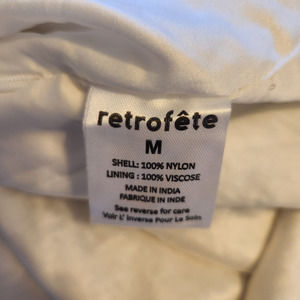 retrofête
M
SHELL: 100% NYLON
LINING : 100% VISCOSE
MADE IN INDIA
FABRIQUE IN INDE
See reverse for care
Voir L' Inverse Pour Le Soin